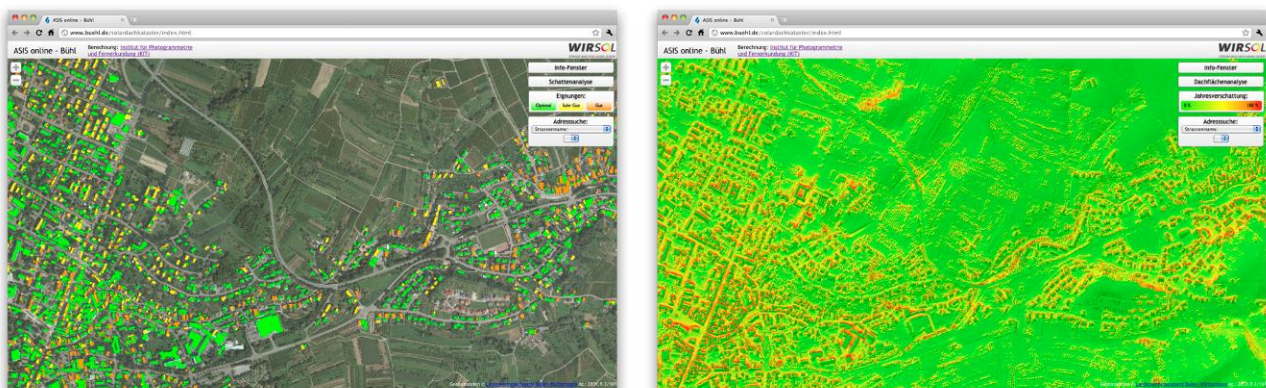 ASIS online - Bühl
www.buehl.de/solardachkataster/index.html
ASIS online - Bühl
Berechnung: Institut für Photogrammetrie
und Fernerkundung (KIT)
WIRSOL
Info-Fenster
Schattenanalyse
Eignungen:
Optimal Sehr Gut Gut
Adresssuche:
Strassenname:
ASIS online - Bühl
www.buehl.de/solardachkataster/index.html
ASIS online - Bühl
Berechnung: Institut für Photogrammetrie
und Fernerkundung (KIT)
WIRSOL
Info-Fenster
Dachflächenanalyse
Jahresverschattung:
0 % 100 %
Adresssuche:
Strassenname: